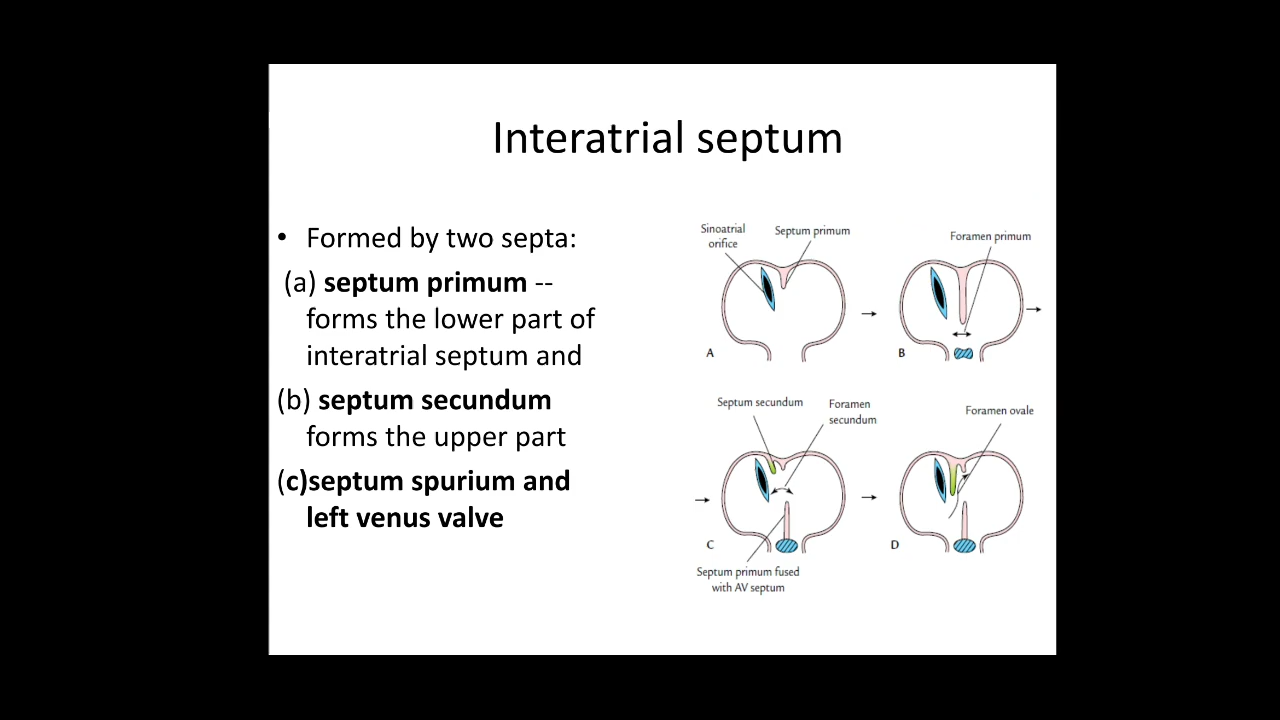 Interatrial septum
• Formed by two septa:
(a) septum primum --
forms the lower part of
interatrial septum and
(b) septum secundum
forms the upper part
(c)septum spurium and
left venus valve
Sinoatrial
orifice
Septum primum
A
Foramen primum
B
Septum secundum
Foramen
secundum
C
Septum primum fused
with AV septum
Foramen ovale
D